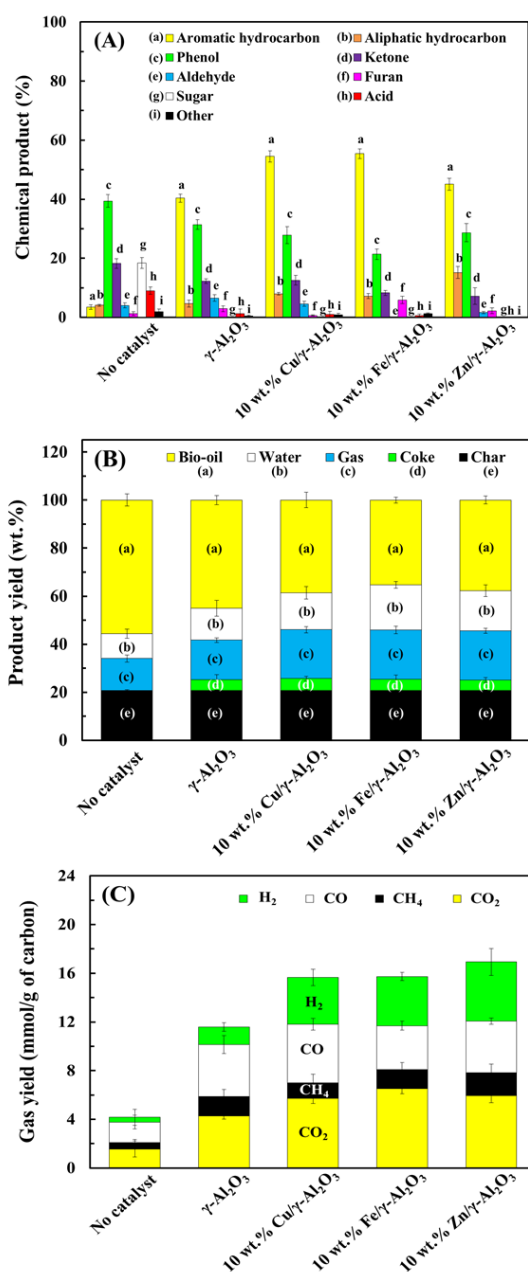 100
(A)
(a) Aromatic hydrocarbon
(b) Aliphatic hydrocarbon
(c) Phenol
(d) Ketone
(e) Aldehyde
(f) Furan
(g) Sugar
(h) Acid
(i) Other
80
60
40
20
0
Chemical product (%)
a b c d e f g h i
a b c d e f g h i
a b c d e f g h i
a b c d e f g h i
a b c d e f g h i
No catalyst
γ-Al₂O₃
10 wt.% Cu/γ-Al₂O₃
10 wt.% Fe/γ-Al₂O₃
10 wt.% Zn/γ-Al₂O₃
120
(B)
Bio-oil Water Gas Coke Char
(a) (b) (c) (d) (e)
100
80
60
40
20
0
Product yield (wt.%)
(a) (a) (a) (a) (a)
(b) (b) (b) (b) (b)
(c) (c) (c) (c) (c)
(d) (d) (d) (d)
(e) (e) (e) (e) (e)
No catalyst
γ-Al₂O₃
10 wt.% Cu/γ-Al₂O₃
10 wt.% Fe/γ-Al₂O₃
10 wt.% Zn/γ-Al₂O₃
24
(C)
H₂ CO CH₄ CO₂
20
16
12
8
4
0
Gas yield (mmol/g of carbon)
H₂
CO
CH₄
CO₂
No catalyst
γ-Al₂O₃
10 wt.% Cu/γ-Al₂O₃
10 wt.% Fe/γ-Al₂O₃
10 wt.% Zn/γ-Al₂O₃